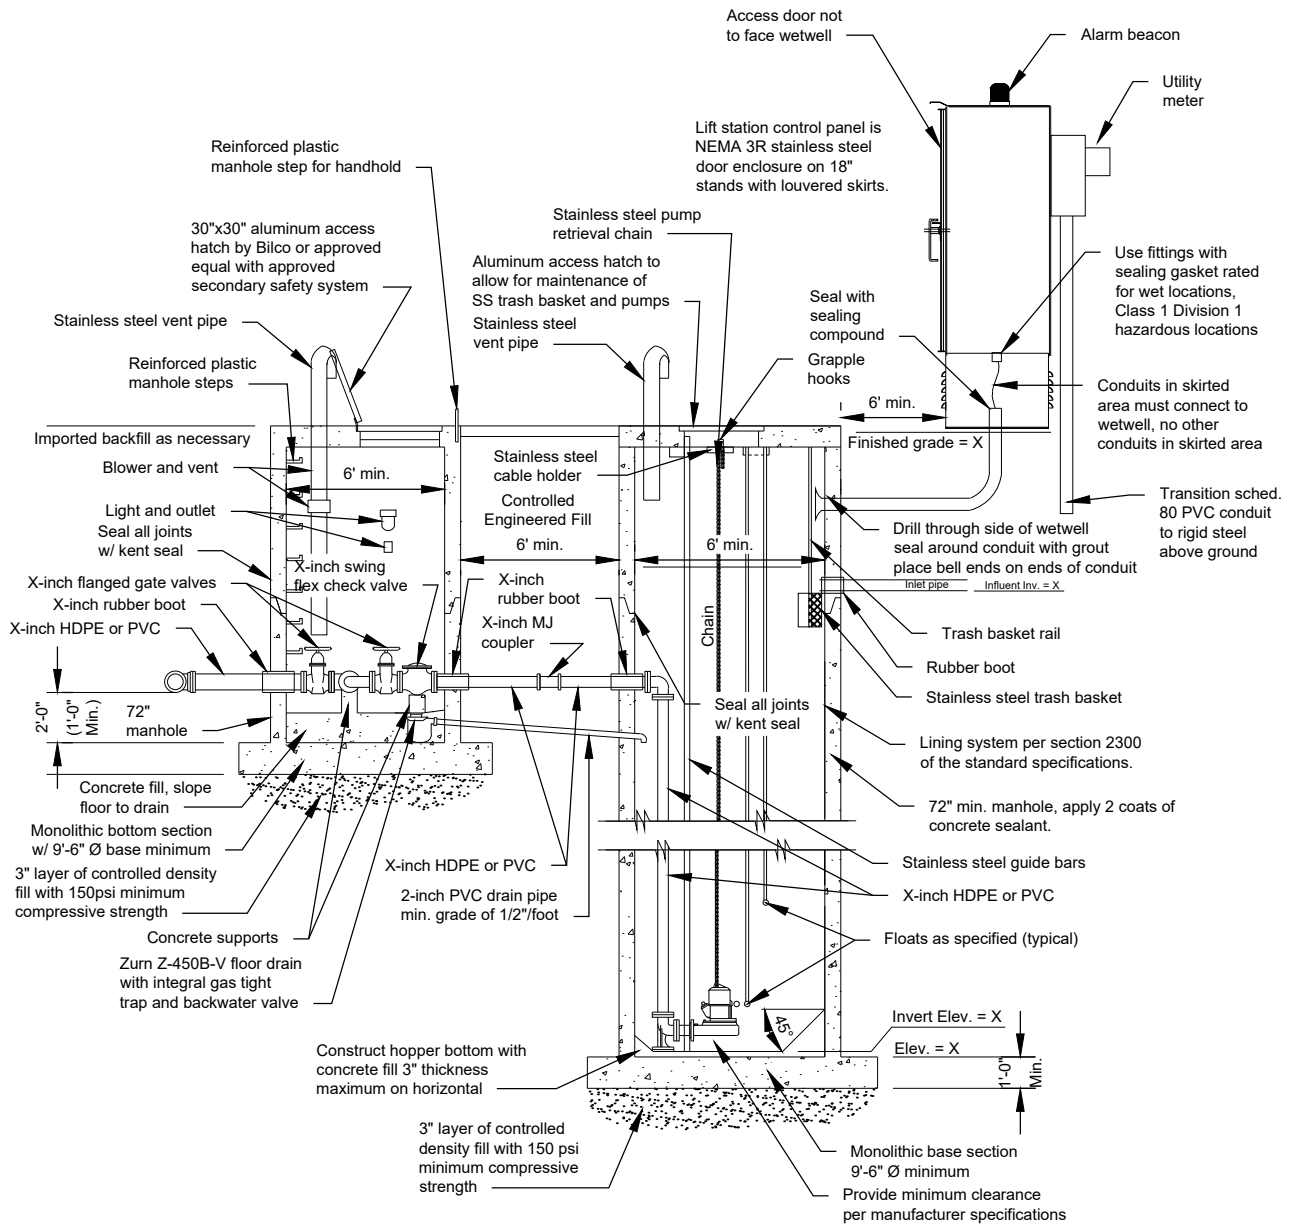 Access door not
to face wetwell
Alarm beacon
Utility
meter
Lift station control panel is
NEMA 3R stainless steel
door enclosure on 18"
stands with louvered skirts.
Reinforced plastic
manhole step for handhold
Stainless steel pump
retrieval chain
30"x30" aluminum access
hatch by Bilco or approved
equal with approved
secondary safety system
Aluminum access hatch to
allow for maintenance of
SS trash basket and pumps
Use fittings with
sealing gasket rated
for wet locations,
Class 1 Division 1
hazardous locations
Seal with
sealing
compound
Stainless steel vent pipe
Stainless steel
vent pipe
Reinforced plastic
manhole steps
Grapple
hooks
Conduits in skirted
area must connect to
wetwell, no other
conduits in skirted area
6' min.
Finished grade = X
Imported backfill as necessary
Blower and vent
6' min.
Stainless steel
cable holder
Controlled
Engineered Fill
Light and outlet
Seal all joints
w/ kent seal
Transition sched.
80 PVC conduit
to rigid steel
above ground
Drill through side of wetwell
seal around conduit with grout
place bell ends on ends of conduit
6' min.
6' min.
X-inch swing
flex check valve
X-inch flanged gate valves
X-inch rubber boot
X-inch HDPE or PVC
X-inch
rubber boot
X-inch MJ
coupler
Inlet pipe
Influent Inv. = X
Chain
Trash basket rail
Rubber boot
Stainless steel trash basket
2'-0"
(1'-0"
Min.)
72"
manhole
Seal all joints
w/ kent seal
Lining system per section 2300
of the standard specifications.
Concrete fill, slope
floor to drain
72" min. manhole, apply 2 coats of
concrete sealant.
Monolithic bottom section
w/ 9'-6" Ø base minimum
3" layer of controlled density
fill with 150psi minimum
compressive strength
X-inch HDPE or PVC
Stainless steel guide bars
2-inch PVC drain pipe
min. grade of 1/2"/foot
X-inch HDPE or PVC
Concrete supports
Floats as specified (typical)
Zurn Z-450B-V floor drain
with integral gas tight
trap and backwater valve
45°
Invert Elev. = X
Elev. = X
1'-0"
Min.
Construct hopper bottom with
concrete fill 3" thickness
maximum on horizontal
3" layer of controlled
density fill with 150 psi
minimum compressive
strength
Monolithic base section
9'-6" Ø minimum
Provide minimum clearance
per manufacturer specifications